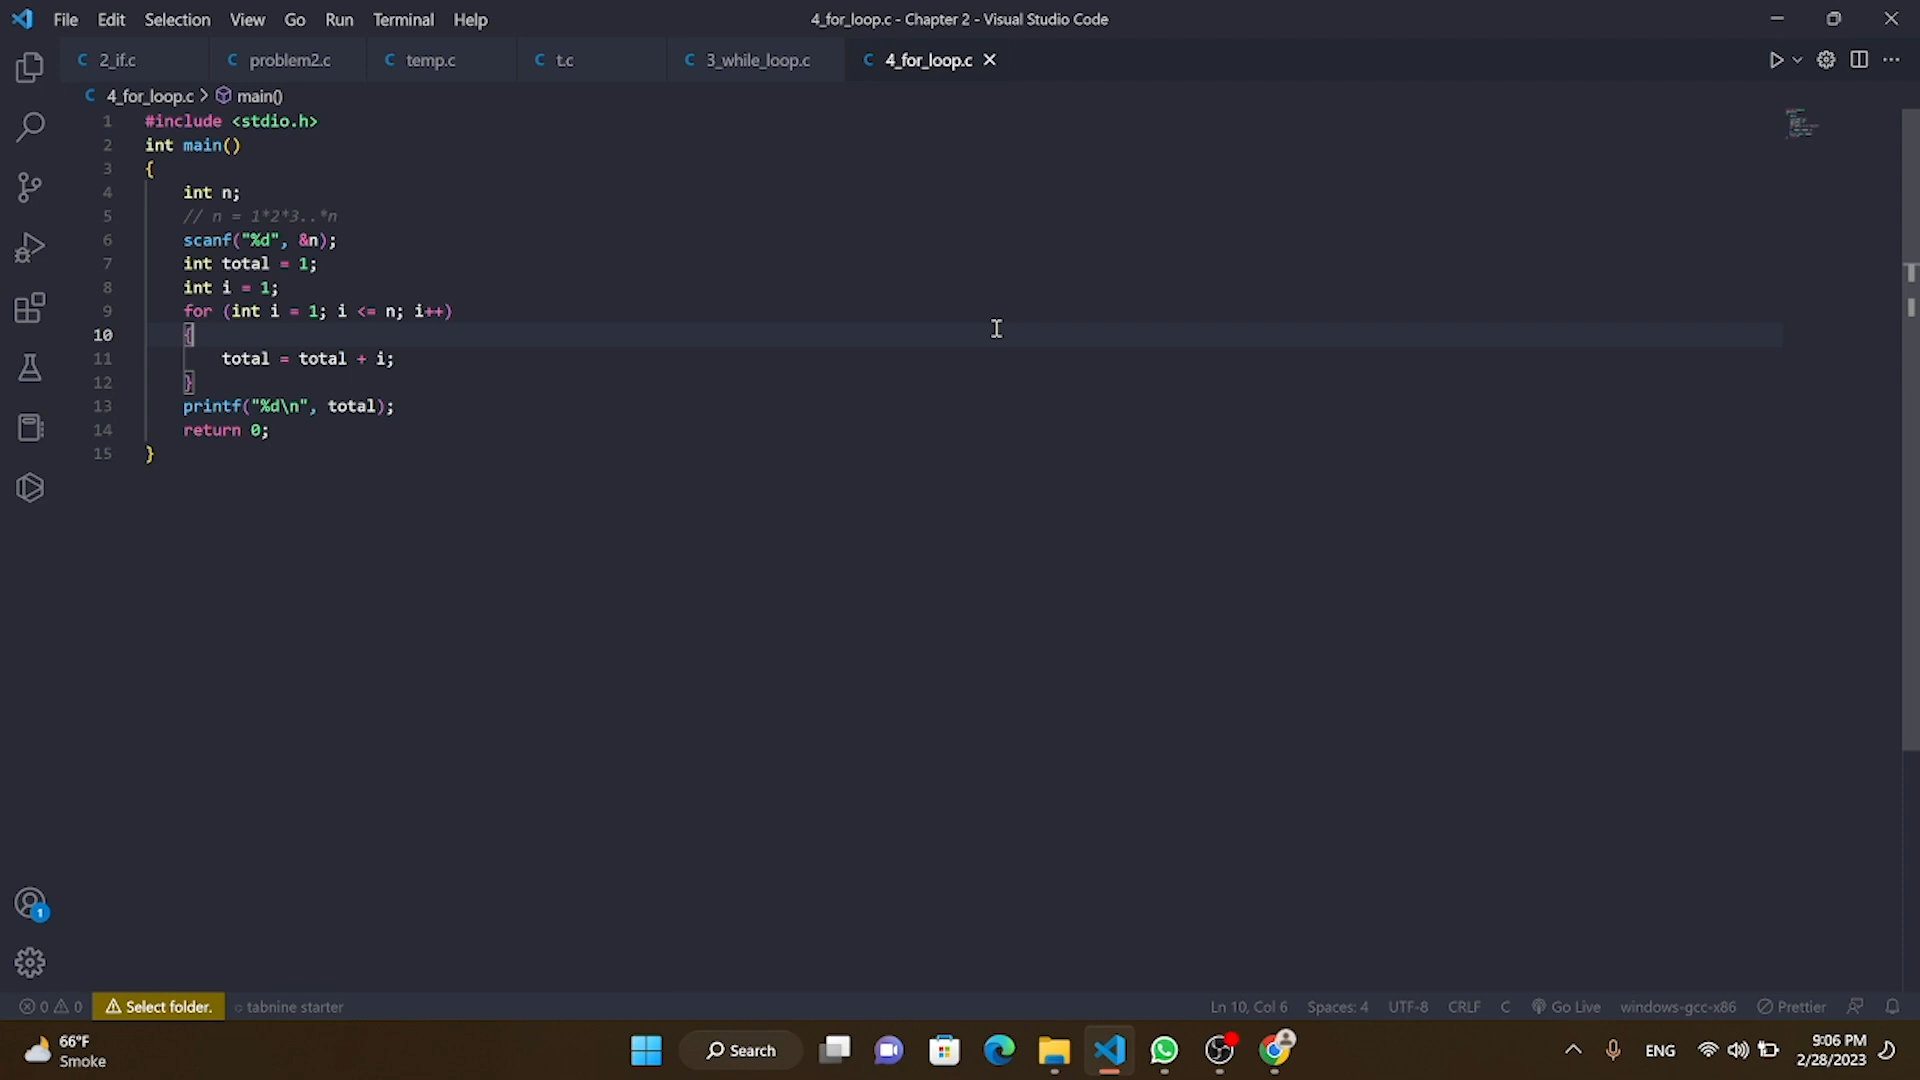 File Edit Selection View Go Run Terminal Help 4_for_loop.c - Chapter 2 - Visual Studio Code
C 2_if.c C problem2.c C temp.c C t.c C 3_while_loop.c C 4_for_loop.c
C 4_for_loop.c > main()
1 #include <stdio.h>
2 int main()
3 {
4 int n;
5 // n = 1*2*3..*n
6 scanf("%d", &n);
7 int total = 1;
8 int i = 1;
9 for (int i = 1; i <= n; i++)
10 {
11 total = total + i;
12 }
13 printf("%d\n", total);
14 return 0;
15 }
1
0 0 Select folder. tabnine starter Ln 10, Col 6 Spaces: 4 UTF-8 CRLF C Go Live windows-gcc-x86 Prettier
66°F
Smoke
Search
ENG
9:06 PM
2/28/2023